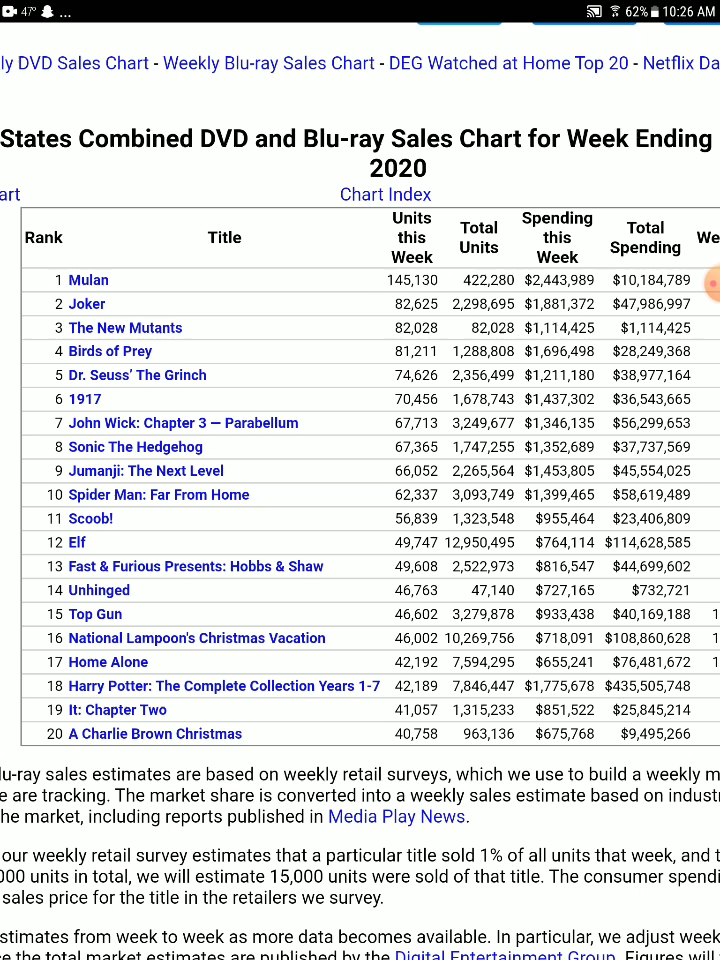 47° ... 62% 10:26 AM
ly DVD Sales Chart - Weekly Blu-ray Sales Chart - DEG Watched at Home Top 20 - Netflix Da
States Combined DVD and Blu-ray Sales Chart for Week Ending
2020
art Chart Index
Rank Title Units this Week Total Units Spending this Week Total Spending We
1 Mulan 145,130 422,280 $2,443,989 $10,184,789
2 Joker 82,625 2,298,695 $1,881,372 $47,986,997
3 The New Mutants 82,028 82,028 $1,114,425 $1,114,425
4 Birds of Prey 81,211 1,288,808 $1,696,498 $28,249,368
5 Dr. Seuss’ The Grinch 74,626 2,356,499 $1,211,180 $38,977,164
6 1917 70,456 1,678,743 $1,437,302 $36,543,665
7 John Wick: Chapter 3 — Parabellum 67,713 3,249,677 $1,346,135 $56,299,653
8 Sonic The Hedgehog 67,365 1,747,255 $1,352,689 $37,737,569
9 Jumanji: The Next Level 66,052 2,265,564 $1,453,805 $45,554,025
10 Spider Man: Far From Home 62,337 3,093,749 $1,399,465 $58,619,489
11 Scoob! 56,839 1,323,548 $955,464 $23,406,809
12 Elf 49,747 12,950,495 $764,114 $114,628,585
13 Fast & Furious Presents: Hobbs & Shaw 49,608 2,522,973 $816,547 $44,699,602
14 Unhinged 46,763 47,140 $727,165 $732,721
15 Top Gun 46,602 3,279,878 $933,438 $40,169,188 1
16 National Lampoon's Christmas Vacation 46,002 10,269,756 $718,091 $108,860,628 1
17 Home Alone 42,192 7,594,295 $655,241 $76,481,672 1
18 Harry Potter: The Complete Collection Years 1-7 42,189 7,846,447 $1,775,678 $435,505,748
19 It: Chapter Two 41,057 1,315,233 $851,522 $25,845,214
20 A Charlie Brown Christmas 40,758 963,136 $675,768 $9,495,266
lu-ray sales estimates are based on weekly retail surveys, which we use to build a weekly m
e are tracking. The market share is converted into a weekly sales estimate based on industr
he market, including reports published in Media Play News.
our weekly retail survey estimates that a particular title sold 1% of all units that week, and t
000 units in total, we will estimate 15,000 units were sold of that title. The consumer spendi
sales price for the title in the retailers we survey.
stimates from week to week as more data becomes available. In particular, we adjust week
ce the total market estimates are published by the Digital Entertainment Group. Figures will